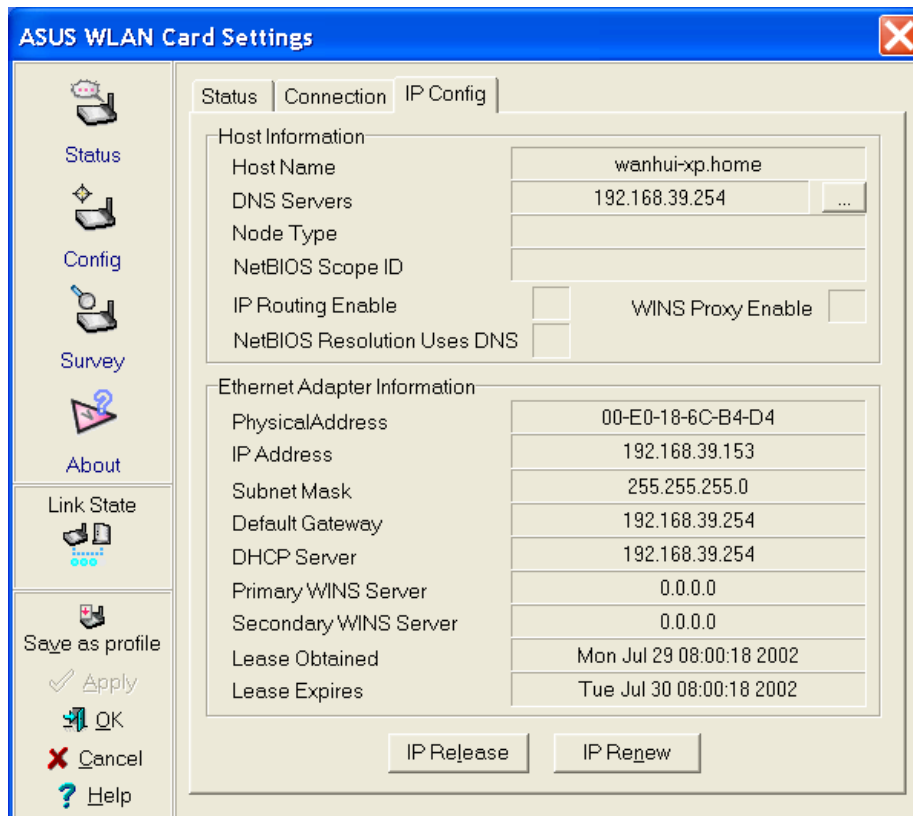 ASUS WLAN Card Settings
Status
Config
Survey
About
Link State
Save as profile
Apply
OK
Cancel
Help
Status Connection IP Config
Host Information
Host Name wanhui-xp.home
DNS Servers 192.168.39.254 ...
Node Type
NetBIOS Scope ID
IP Routing Enable WINS Proxy Enable
NetBIOS Resolution Uses DNS
Ethernet Adapter Information
PhysicalAddress 00-E0-18-6C-B4-D4
IP Address 192.168.39.153
Subnet Mask 255.255.255.0
Default Gateway 192.168.39.254
DHCP Server 192.168.39.254
Primary WINS Server 0.0.0.0
Secondary WINS Server 0.0.0.0
Lease Obtained Mon Jul 29 08:00:18 2002
Lease Expires Tue Jul 30 08:00:18 2002
IP Release IP Renew